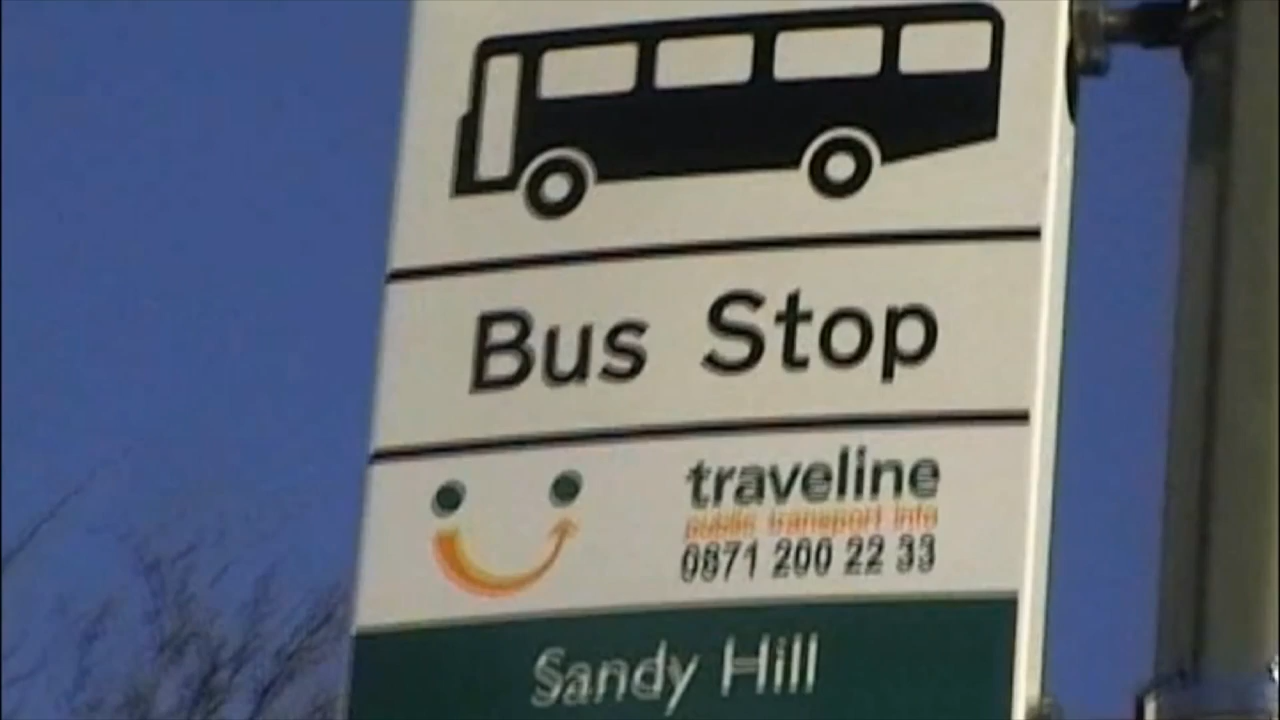 Bus Stop
traveline
public transport info
0871 200 22 33
Sandy Hill